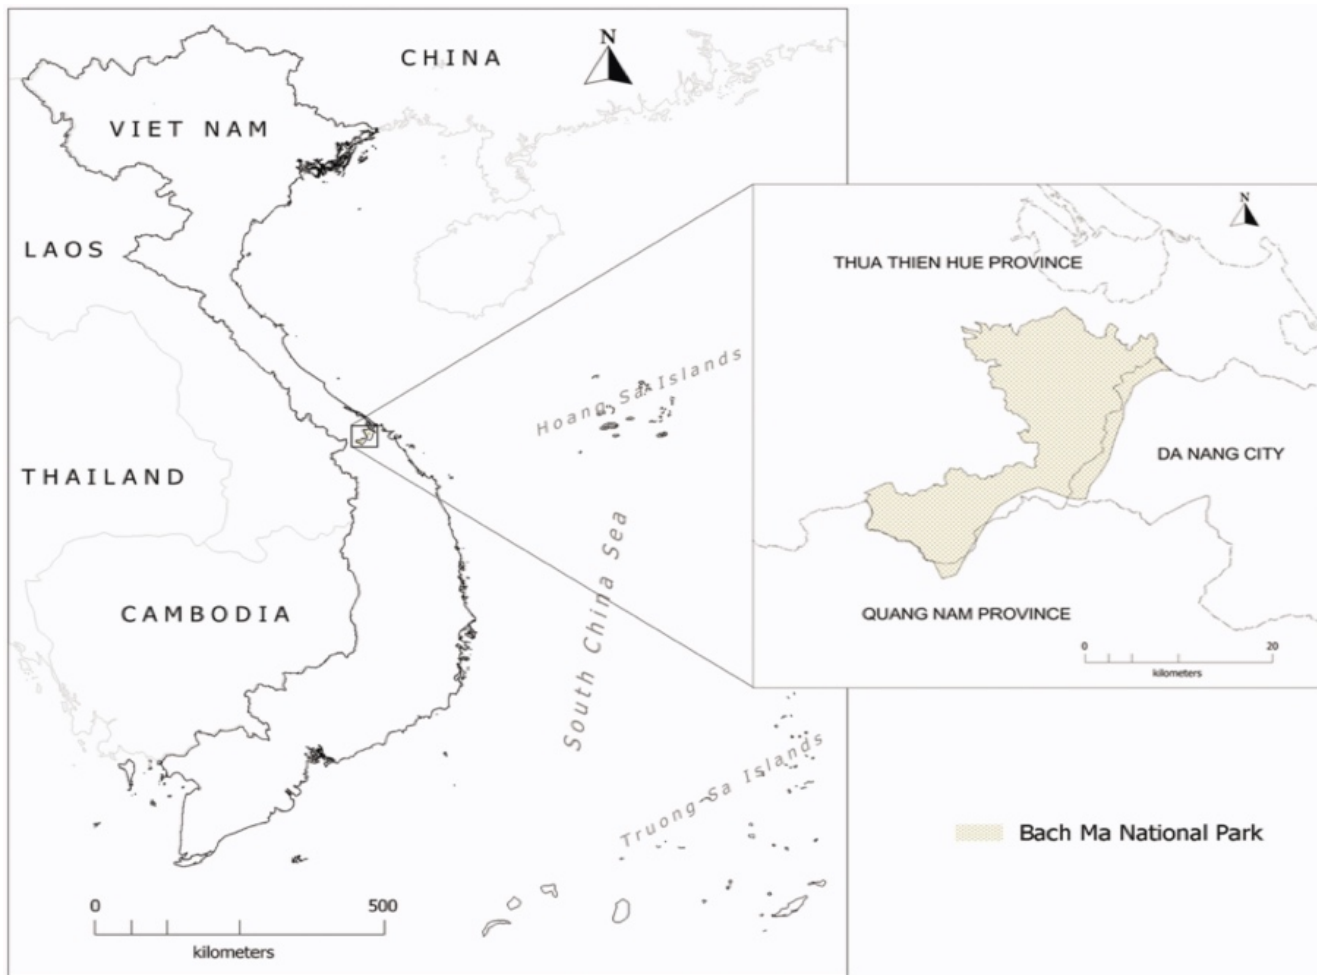 CHINA
N
VIET NAM
LAOS
THAILAND
CAMBODIA
Hoang Sa Islands
South China Sea
Truong Sa Islands
0 500
kilometers
N
THUA THIEN HUE PROVINCE
DA NANG CITY
QUANG NAM PROVINCE
0 20
kilometers
Bach Ma National Park